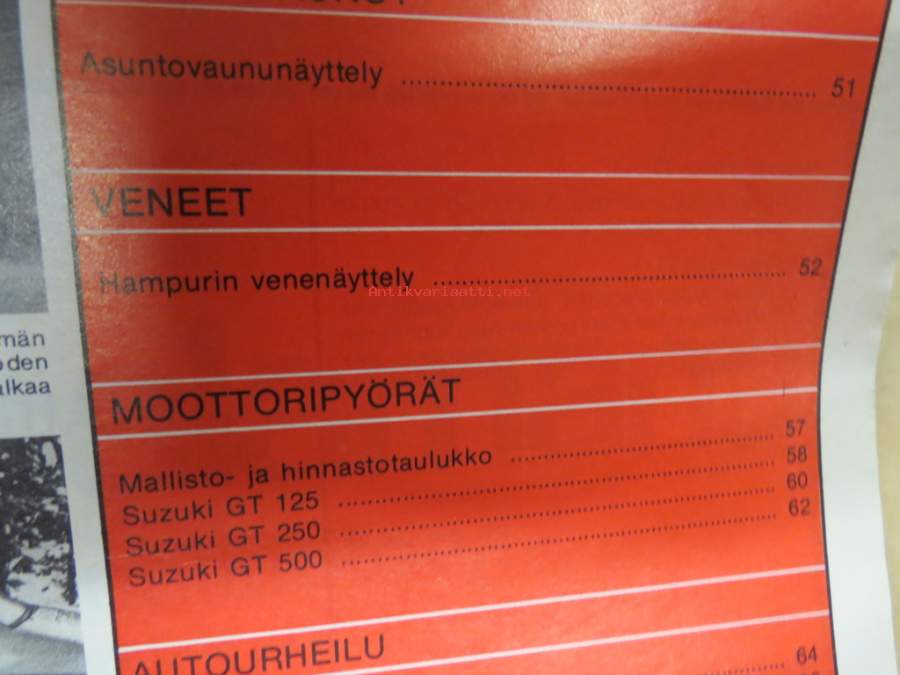 Asuntovaununäyttely ........ 51
VENEET
Hampurin venenäyttely ........ 52
Antikvariaatti.net
män
oden
alkaa
MOOTTORIPYÖRÄT
Mallisto- ja hinnastotaulukko ........ 57
Suzuki GT 125 ........ 58
Suzuki GT 250 ........ 60
Suzuki GT 500 ........ 62
AUTOURHEILU
64